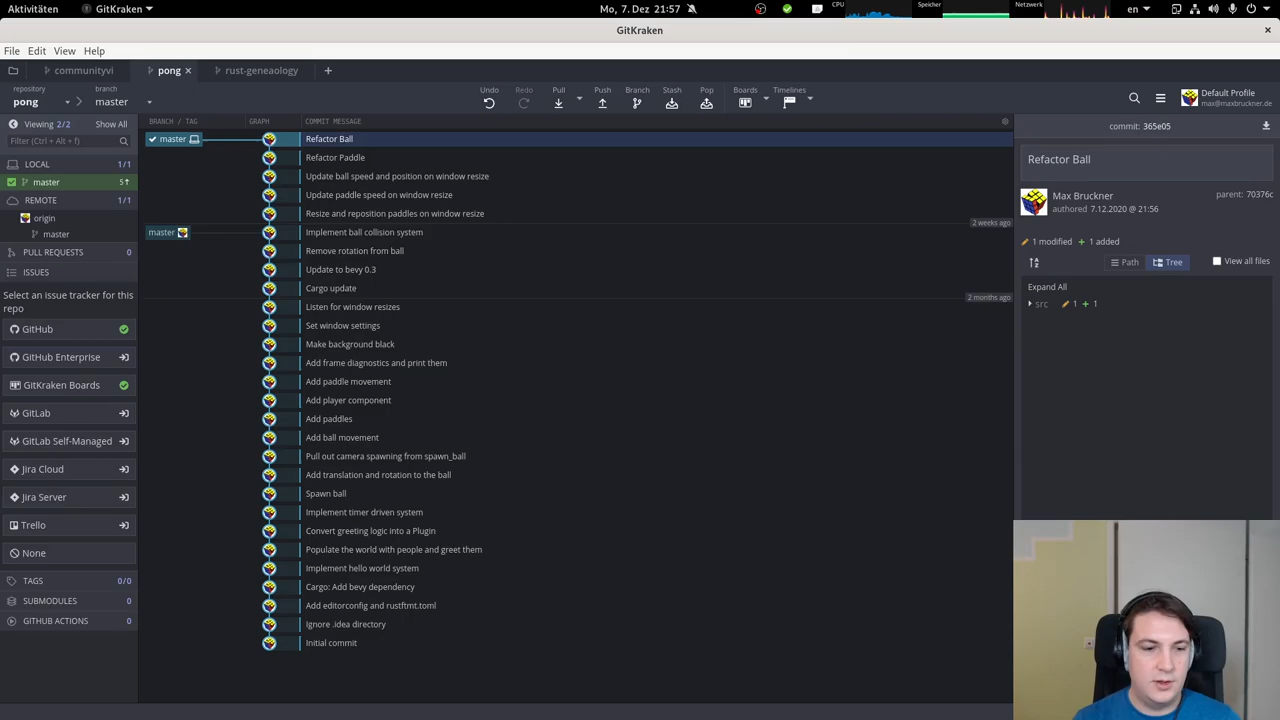 Aktivitäten
GitKraken
Mo, 7. Dez 21:57
CPU
Speicher
Netzwerk
en
GitKraken
File Edit View Help
communityvi
pong
rust-geneaology
repository
pong
branch
master
Undo
Redo
Pull
Push
Branch
Stash
Pop
Boards
Timelines
Default Profile
max@maxbruckner.de
Viewing 2/2 Show All
Filter (Ctrl + Alt + f)
LOCAL 1/1
master 5↑
REMOTE 1/1
origin
master
PULL REQUESTS 0
ISSUES
Select an issue tracker for this
repo
GitHub
GitHub Enterprise
GitKraken Boards
GitLab
GitLab Self-Managed
Jira Cloud
Jira Server
Trello
None
TAGS 0/0
SUBMODULES 0
GITHUB ACTIONS 0
BRANCH / TAG GRAPH COMMIT MESSAGE
master Refactor Ball
Refactor Paddle
Update ball speed and position on window resize
Update paddle speed on window resize
Resize and reposition paddles on window resize
2 weeks ago
master Implement ball collision system
Remove rotation from ball
Update to bevy 0.3
Cargo update
2 months ago
Listen for window resizes
Set window settings
Make background black
Add frame diagnostics and print them
Add paddle movement
Add player component
Add paddles
Add ball movement
Pull out camera spawning from spawn_ball
Add translation and rotation to the ball
Spawn ball
Implement timer driven system
Convert greeting logic into a Plugin
Populate the world with people and greet them
Implement hello world system
Cargo: Add bevy dependency
Add editorconfig and rustftmt.toml
Ignore .idea directory
Initial commit
commit: 365e05
Refactor Ball
Max Bruckner
authored 7.12.2020 @ 21:56
parent: 70376c
1 modified + 1 added
Path
Tree
View all files
Expand All
src 1 + 1